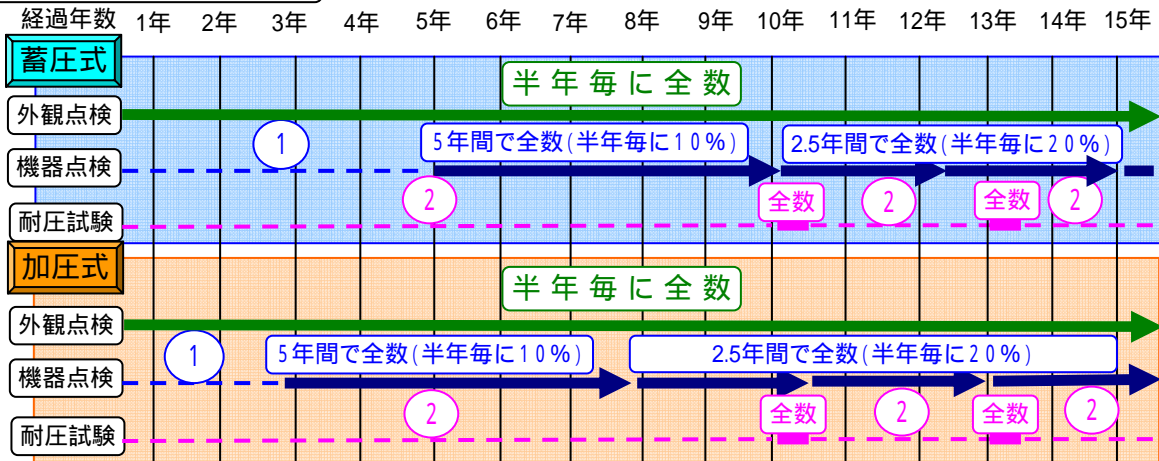 経過年数 1年 2年 3年 4年 5年 6年 7年 8年 9年 10年 11年 12年 13年 14年 15年
蓄圧式
半年毎に全数
外観点検
1
5年間で全数(半年毎に10%)
2.5年間で全数(半年毎に20%)
機器点検
2
全数
2
全数
2
耐圧試験
加圧式
半年毎に全数
外観点検
1
5年間で全数(半年毎に10%)
2.5年間で全数(半年毎に20%)
機器点検
2
全数
2
全数
2
耐圧試験